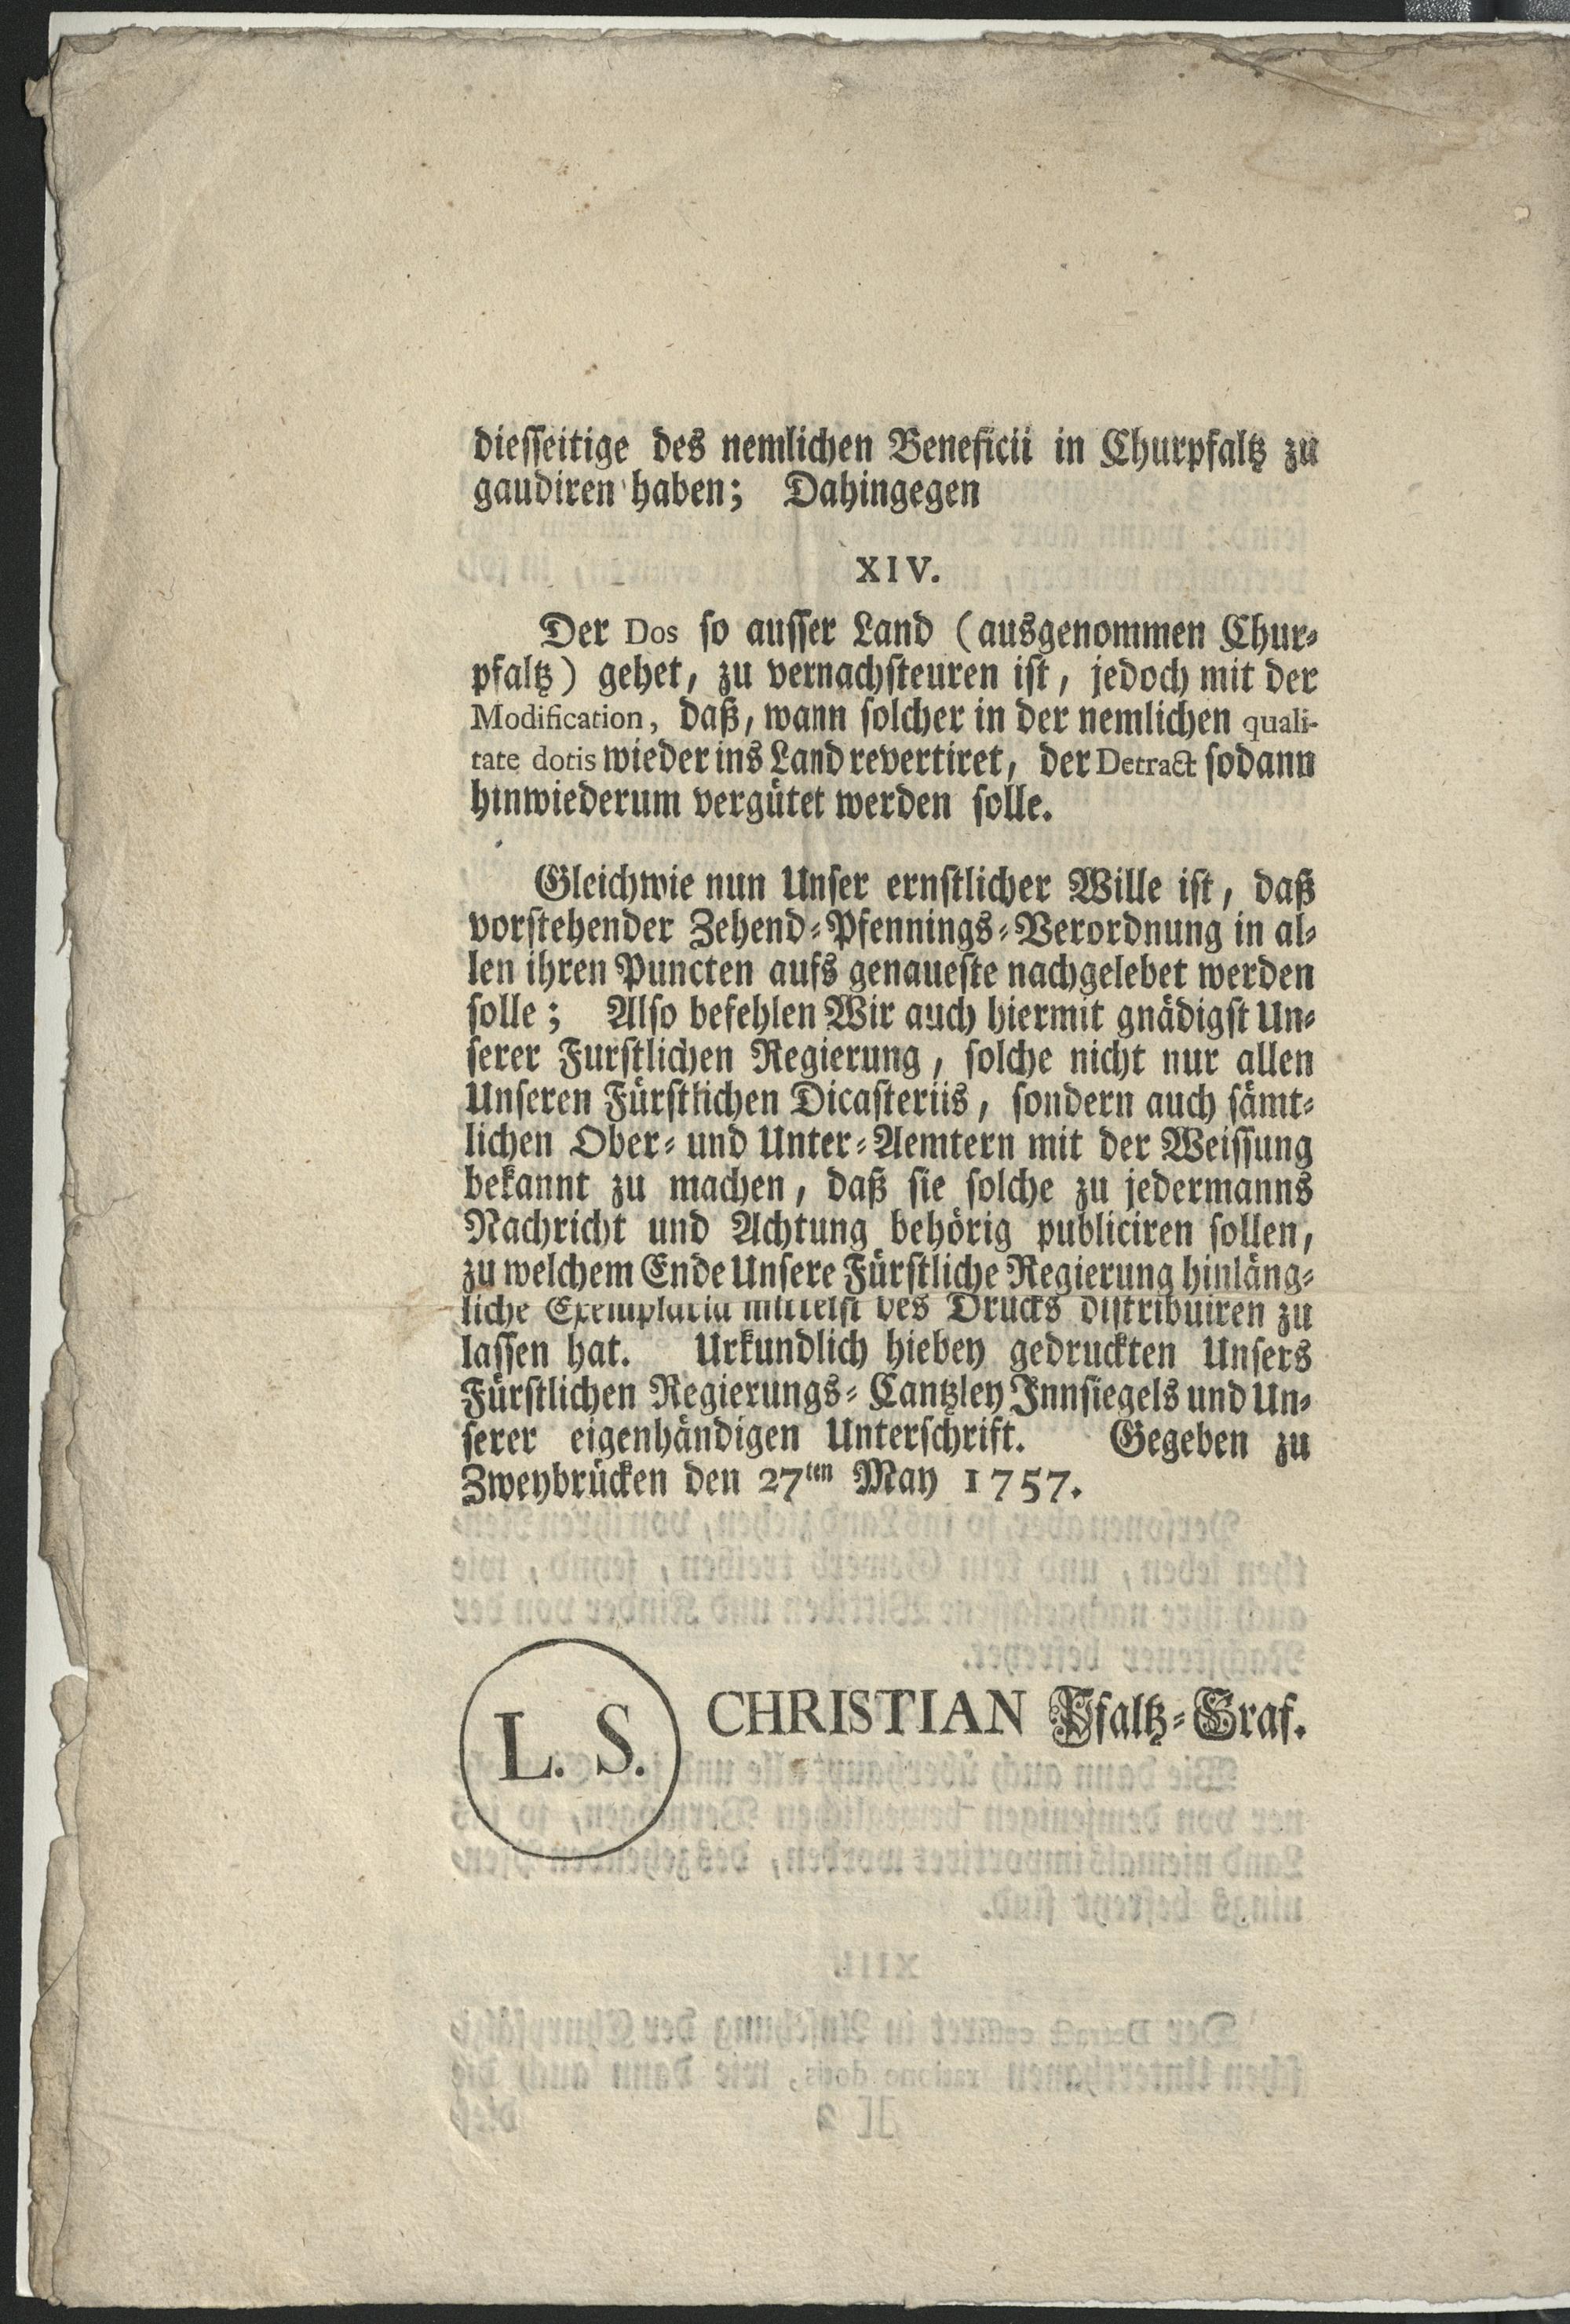 diesseitige des nemlichen Beneficii in Churpfaltz zu
gaudiren haben; Dahingegen
XIV.
Der Dos so ausser Land (ausgenommen Chur-
pfaltz) gehet, zu vernachsteuren ist, jedoch mit der
Modification, daß, wann solcher in der nemlichen quali-
tate dotis wieder ins Land revertiret, der Detract sodann
hinwiederum vergütet werden solle.
Gleichwie nun Unser ernstlicher Wille ist, daß
vorstehender Zehend-Pfennings-Verordnung in al-
len ihren Puncten aufs genaueste nachgelebet werden
solle; Also befehlen Wir auch hiermit gnädigst Un-
serer Furstlichen Regierung, solche nicht nur allen
Unseren Fürstlichen Dicasteriis, sondern auch sämt-
lichen Ober- und Unter-Aemtern mit der Weissung
bekannt zu machen, daß sie solche zu jedermanns
Nachricht und Achtung behörig publiciren sollen,
zu welchem Ende Unsere Fürstliche Regierung hinläng-
liche Exemplaria mittelst des Drucks distribuiren zu
lassen hat. Urkundlich hiebey gedruckten Unsers
Fürstlichen Regierungs-Cantzley Innsiegels und Un-
serer eigenhändigen Unterschrift. Gegeben zu
Zweybrücken den 27ten May 1757.
L. S. CHRISTIAN Pfaltz-Graf.